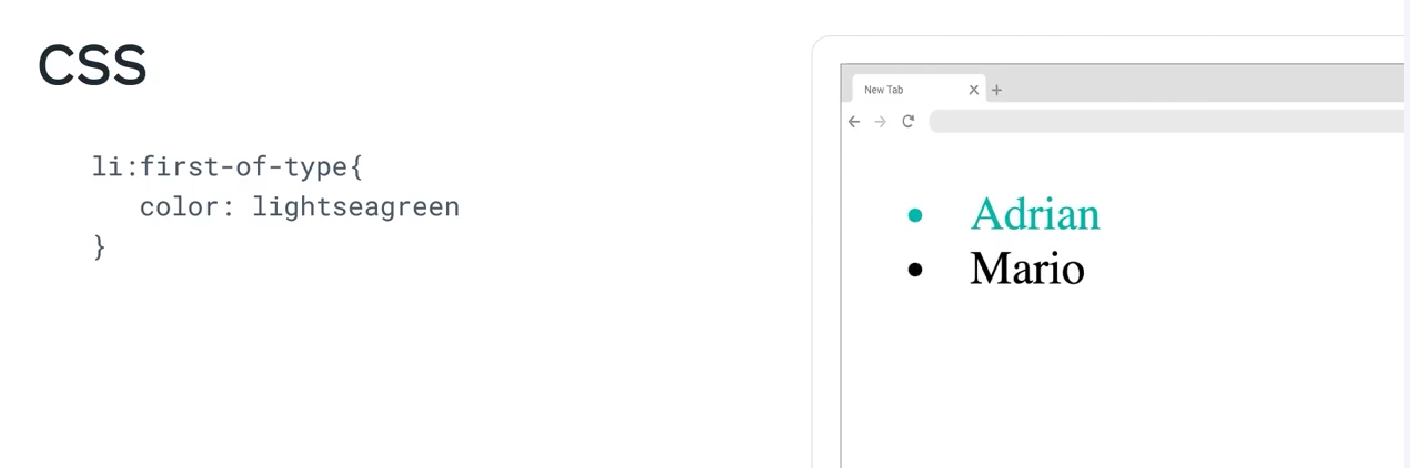 CSS
li:first-of-type{
color: lightseagreen
}
New Tab
Adrian
Mario